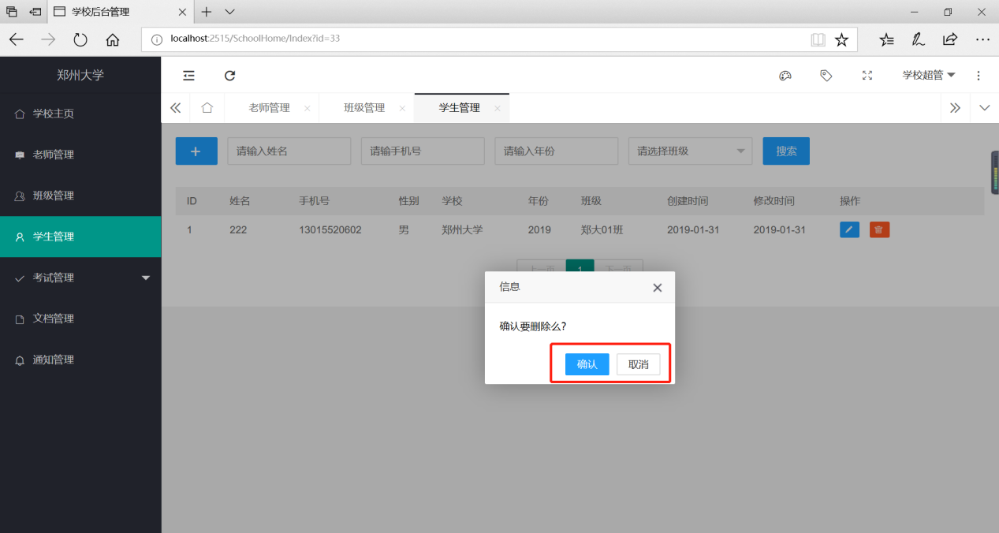 学校后台管理
localhost:2515/SchoolHome/Index?id=33
郑州大学
学校超管
学校主页
老师管理
班级管理
学生管理
考试管理
文档管理
通知管理
老师管理 班级管理 学生管理
请输入姓名 请输手机号 请输入年份 请选择班级 搜索
ID 姓名 手机号 性别 学校 年份 班级 创建时间 修改时间 操作
1 222 13015520602 男 郑州大学 2019 郑大01班 2019-01-31 2019-01-31
上一页 1 下一页
信息
确认要删除么?
确认 取消